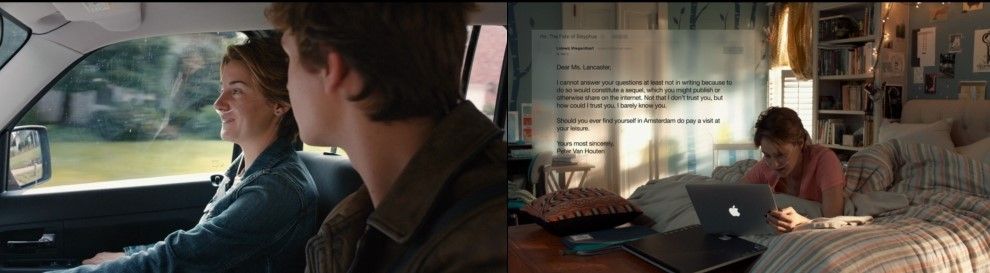 Re: The Fate of Sisyphus
Lidewij Vliegenthart
Dear Ms. Lancaster,
I cannot answer your questions at least not in writing because to
do so would constitute a sequel, which you might publish or
otherwise share on the internet. Not that I don't trust you, but
how could I trust you, I barely know you.
Should you ever find yourself in Amsterdam do pay a visit at
your leisure.
Yours most sincerely,
Peter Van Houten